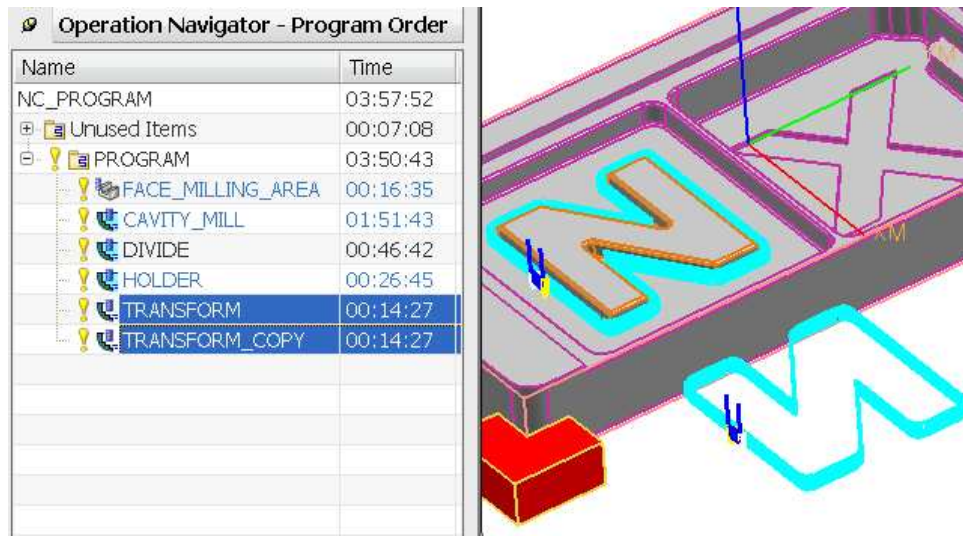 Operation Navigator - Program Order
Name Time
NC_PROGRAM 03:57:52
Unused Items 00:07:08
PROGRAM 03:50:43
FACE_MILLING_AREA 00:16:35
CAVITY_MILL 01:51:43
DIVIDE 00:46:42
HOLDER 00:26:45
TRANSFORM 00:14:27
TRANSFORM_COPY 00:14:27
XM